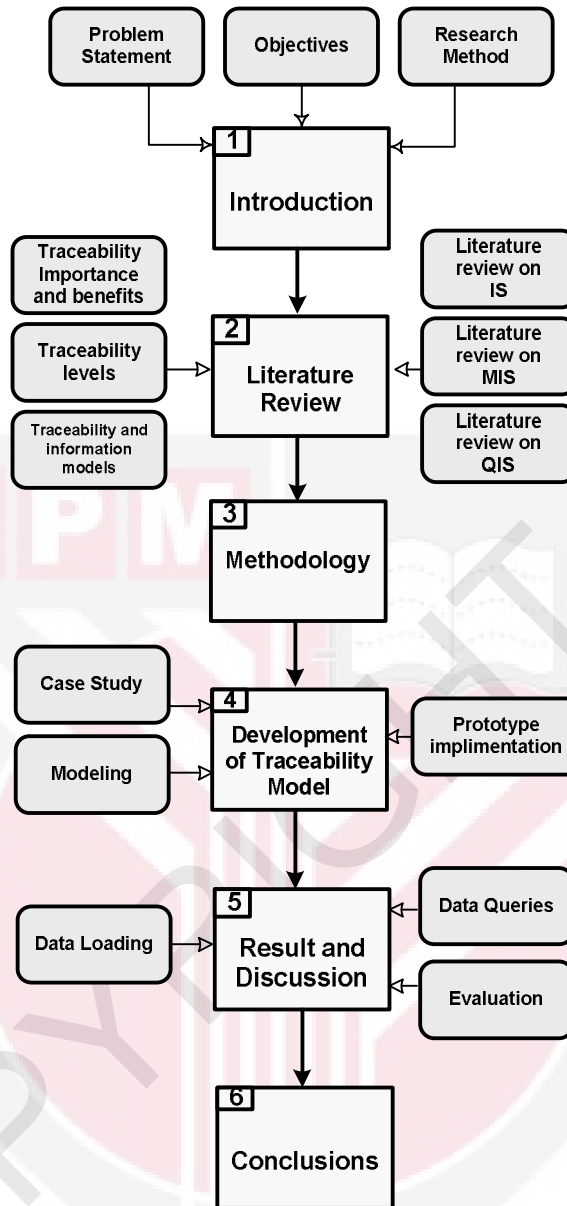 Problem
Statement
Objectives
Research
Method
1
Introduction
Traceability
Importance
and benefits
Literature
review on
IS
2
Literature
Review
Traceability
levels
Literature
review on
MIS
Traceability and
information
models
Literature
review on
QIS
3
Methodology
PM
Case Study
4
Development
of Traceability
Model
Prototype
implimentation
Modeling
5
Result and
Discussion
Data Loading
Data Queries
Evaluation
6
Conclusions
PYRIGHT